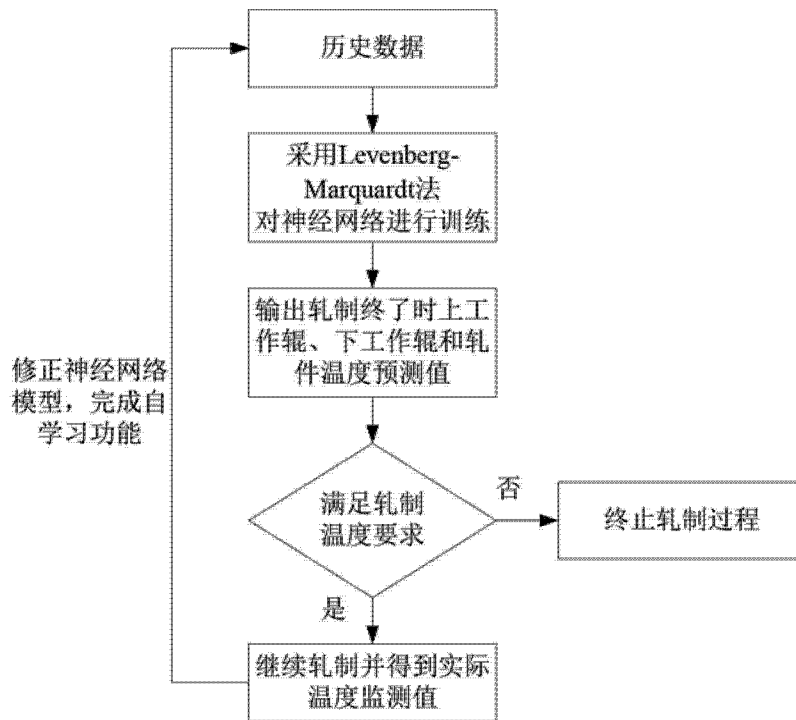 历史数据
采用Levenberg-
Marquardt法
对神经网络进行训练
输出轧制终了时上工
作辊、下工作辊和轧
件温度预测值
修正神经网络
模型，完成自
学习功能
满足轧制
温度要求
否
终止轧制过程
是
继续轧制并得到实际
温度监测值